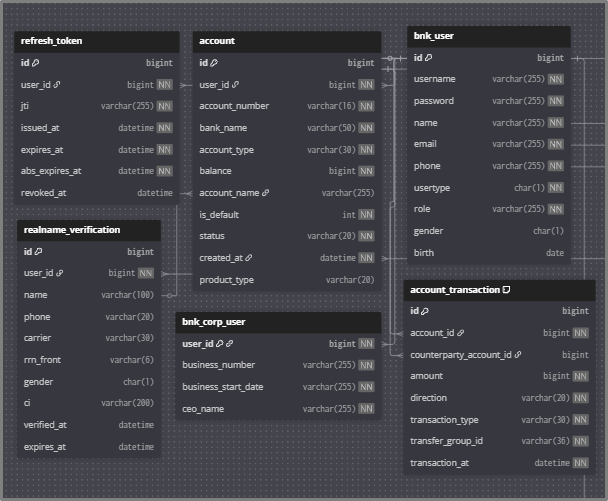 refresh_token
id bigint
user_id bigint NN
jti varchar(255) NN
issued_at datetime NN
expires_at datetime NN
abs_expires_at datetime NN
revoked_at datetime
account
id bigint
user_id bigint NN
account_number varchar(16) NN
bank_name varchar(50) NN
account_type varchar(30) NN
balance bigint NN
account_name varchar(255)
is_default int NN
status varchar(20) NN
created_at datetime NN
product_type varchar(20)
bnk_user
id bigint
username varchar(255) NN
password varchar(255) NN
name varchar(255) NN
email varchar(255) NN
phone varchar(255) NN
usertype char(1) NN
role varchar(255) NN
gender char(1)
birth date
realname_verification
id bigint
user_id bigint NN
name varchar(100)
phone varchar(20)
carrier varchar(30)
rrn_front varchar(6)
gender char(1)
ci varchar(200)
verified_at datetime
expires_at datetime
bnk_corp_user
user_id bigint NN
business_number varchar(255) NN
business_start_date varchar(255) NN
ceo_name varchar(255) NN
account_transaction
id bigint
account_id bigint NN
counterparty_account_id bigint
amount bigint NN
direction varchar(20) NN
transaction_type varchar(30) NN
transfer_group_id varchar(36) NN
transaction_at datetime NN